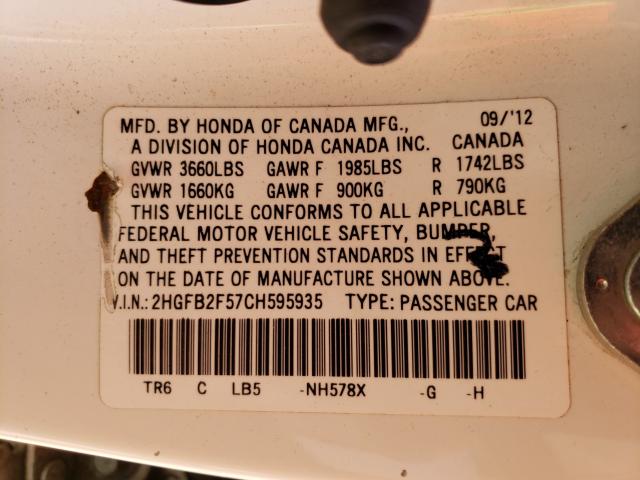 MFD. BY HONDA OF CANADA MFG., 09/'12
A DIVISION OF HONDA CANADA INC. CANADA
GVWR 3660LBS GAWR F 1985LBS R 1742LBS
GVWR 1660KG GAWR F 900KG R 790KG
THIS VEHICLE CONFORMS TO ALL APPLICABLE
FEDERAL MOTOR VEHICLE SAFETY, BUMPER,
AND THEFT PREVENTION STANDARDS IN EFFECT
ON THE DATE OF MANUFACTURE SHOWN ABOVE.
V.I.N.: 2HGFB2F57CH595935 TYPE: PASSENGER CAR
TR6 C LB5 -NH578X -G -H